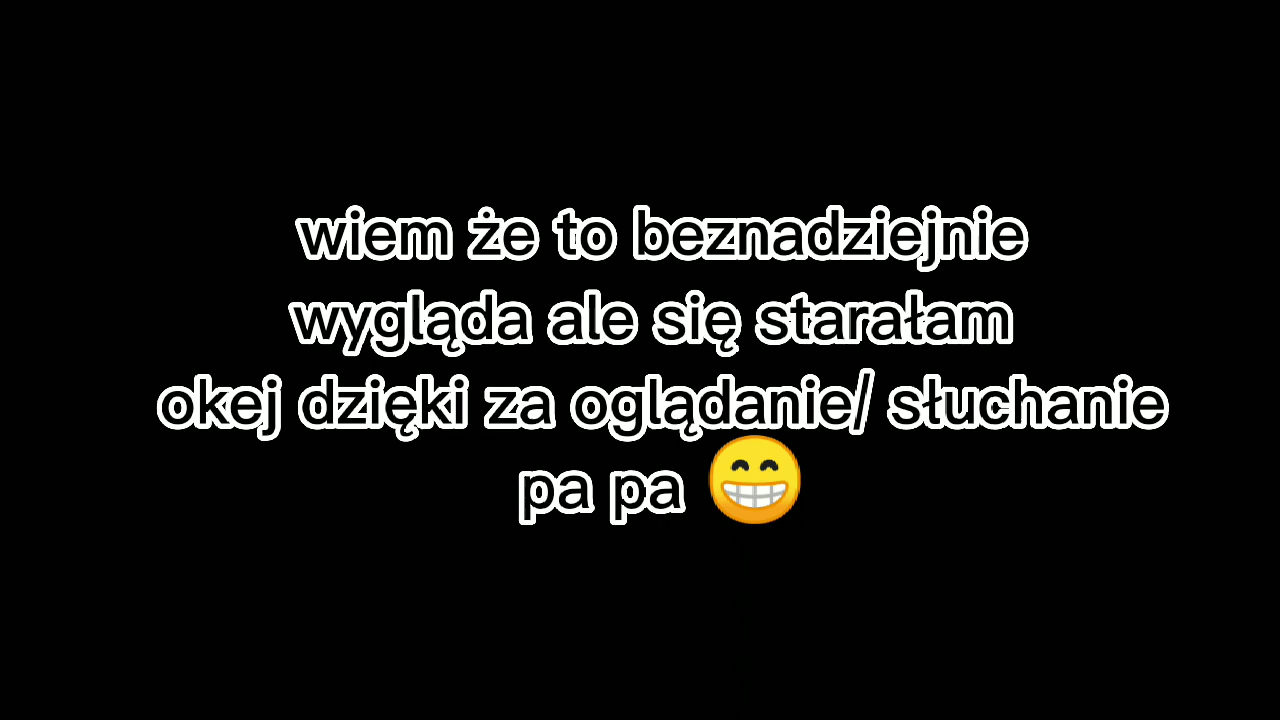 wiem że to beznadziejnie
wygląda ale się starałam
okej dzięki za oglądanie/ słuchanie
pa pa 😁